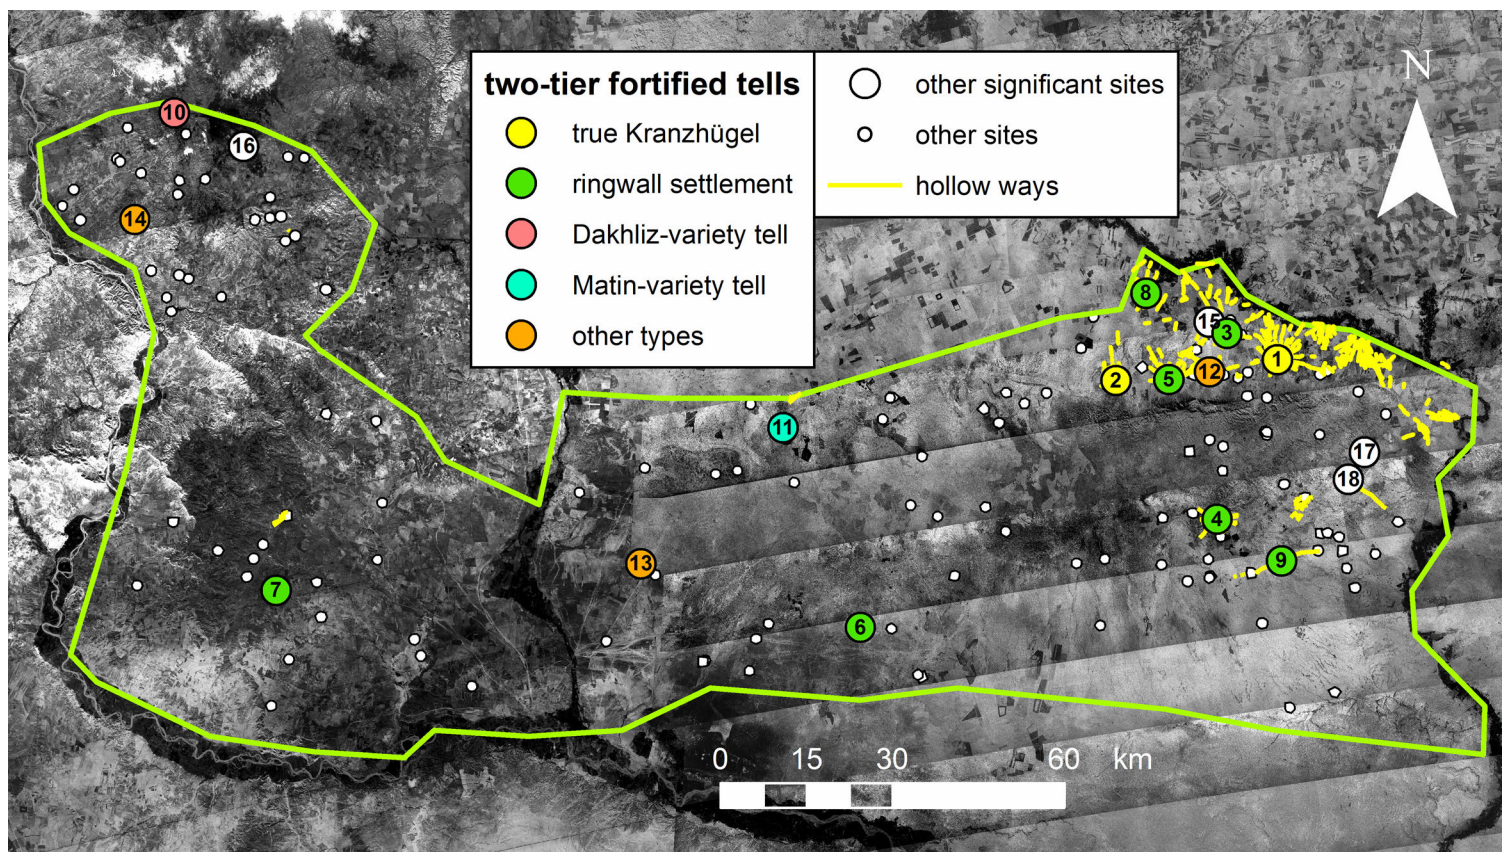 two-tier fortified tells
true Kranzhügel
ringwall settlement
Dakhliz-variety tell
Matin-variety tell
other types
other significant sites
other sites
hollow ways
N
10
16
14
8
15
3
1
2
5
12
11
17
18
4
13
9
7
6
0 15 30 60 km